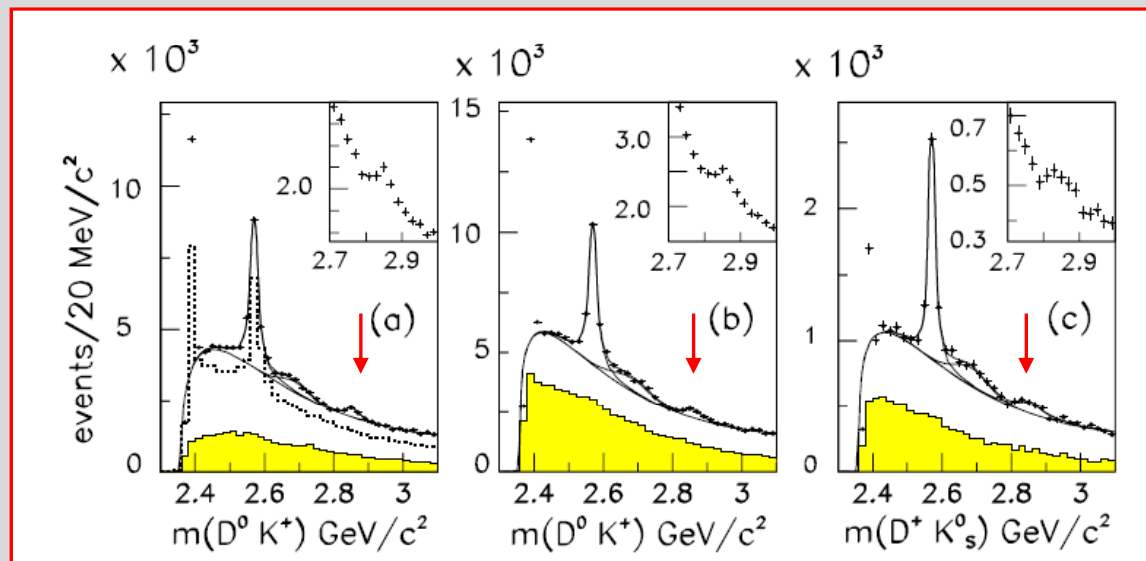 x 10³
x 10³
x 10³
events/20 MeV/c²
10
5
0
2.0
2.7 2.9
(a)
2.4 2.6 2.8 3
m(D⁰ K⁺) GeV/c²
15
10
5
0
3.0
2.0
2.7 2.9
(b)
2.4 2.6 2.8 3
m(D⁰ K⁺) GeV/c²
2
1
0
0.7
0.5
0.3
2.7 2.9
(c)
2.4 2.6 2.8 3
m(D⁺ K⁰s) GeV/c²